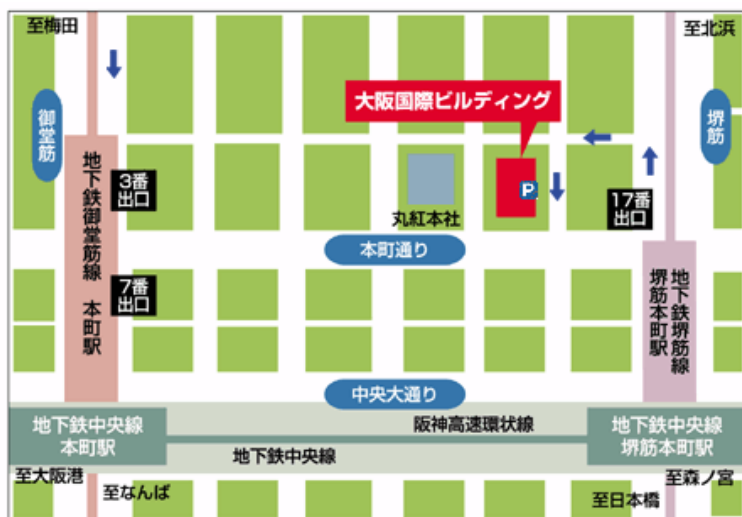 至梅田
至北浜
大阪国際ビルディング
御堂筋
堺筋
地下鉄御堂筋線 本町駅
3番
出口
P
17番
出口
丸紅本社
本町通り
7番
出口
地下鉄堺筋線
堺筋本町駅
中央大通り
地下鉄中央線
本町駅
阪神高速環状線
地下鉄中央線
堺筋本町駅
地下鉄中央線
至大阪港
至なんば
至森ノ宮
至日本橋